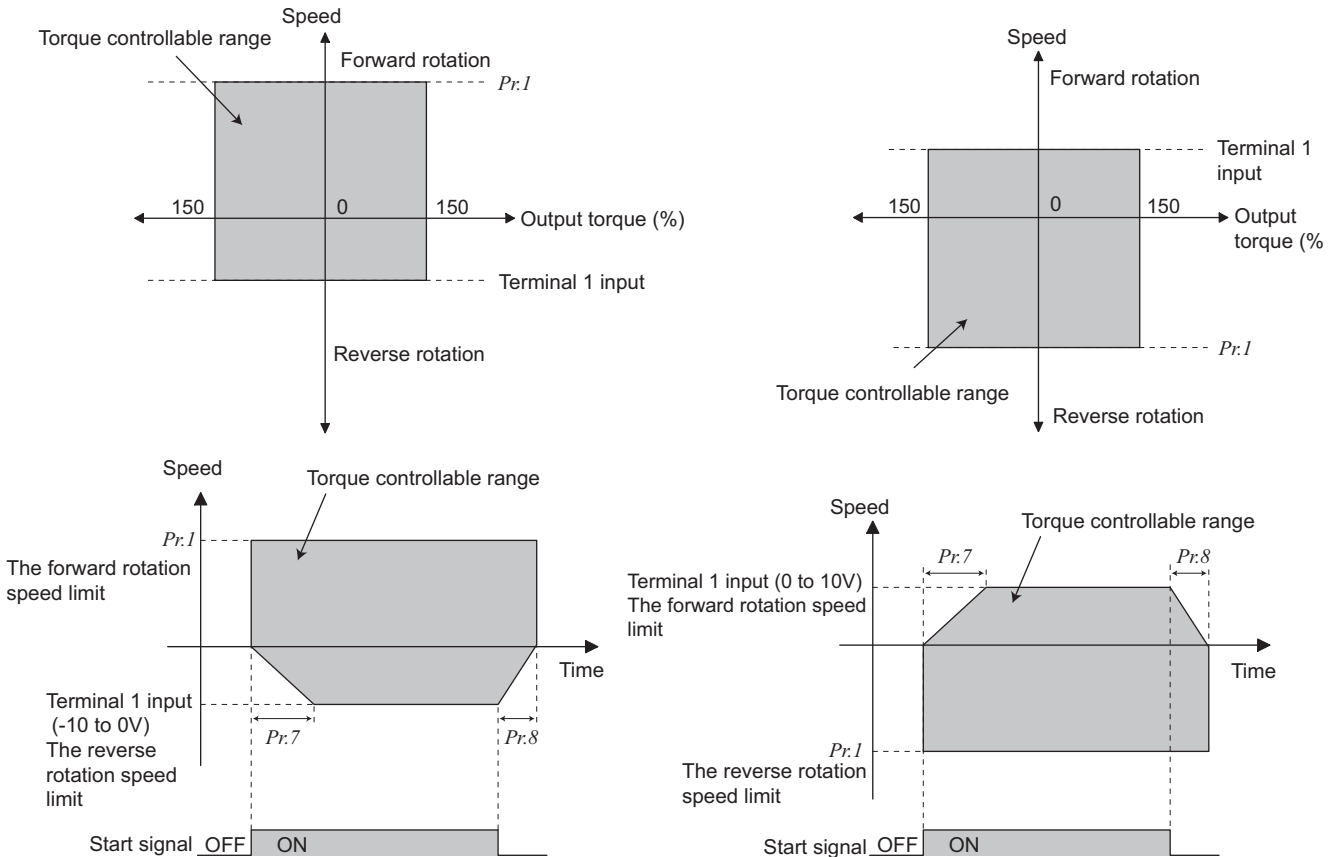 Speed
Torque controllable range
Forward rotation
Pr.1
150
0
150
Output torque (%)
Terminal 1 input
Reverse rotation
Speed
Forward rotation
Terminal 1
input
150
0
150
Output
torque (%
Pr.1
Torque controllable range
Reverse rotation
Speed
Torque controllable range
Pr.1
The forward rotation
speed limit
Time
Terminal 1 input
(-10 to 0V)
The reverse
rotation speed
limit
Pr.7
Pr.8
Start signal OFF ON
Speed
Torque controllable range
Pr.7
Pr.8
Terminal 1 input (0 to 10V)
The forward rotation speed
limit
Time
Pr.1
The reverse rotation
speed limit
Start signal OFF ON